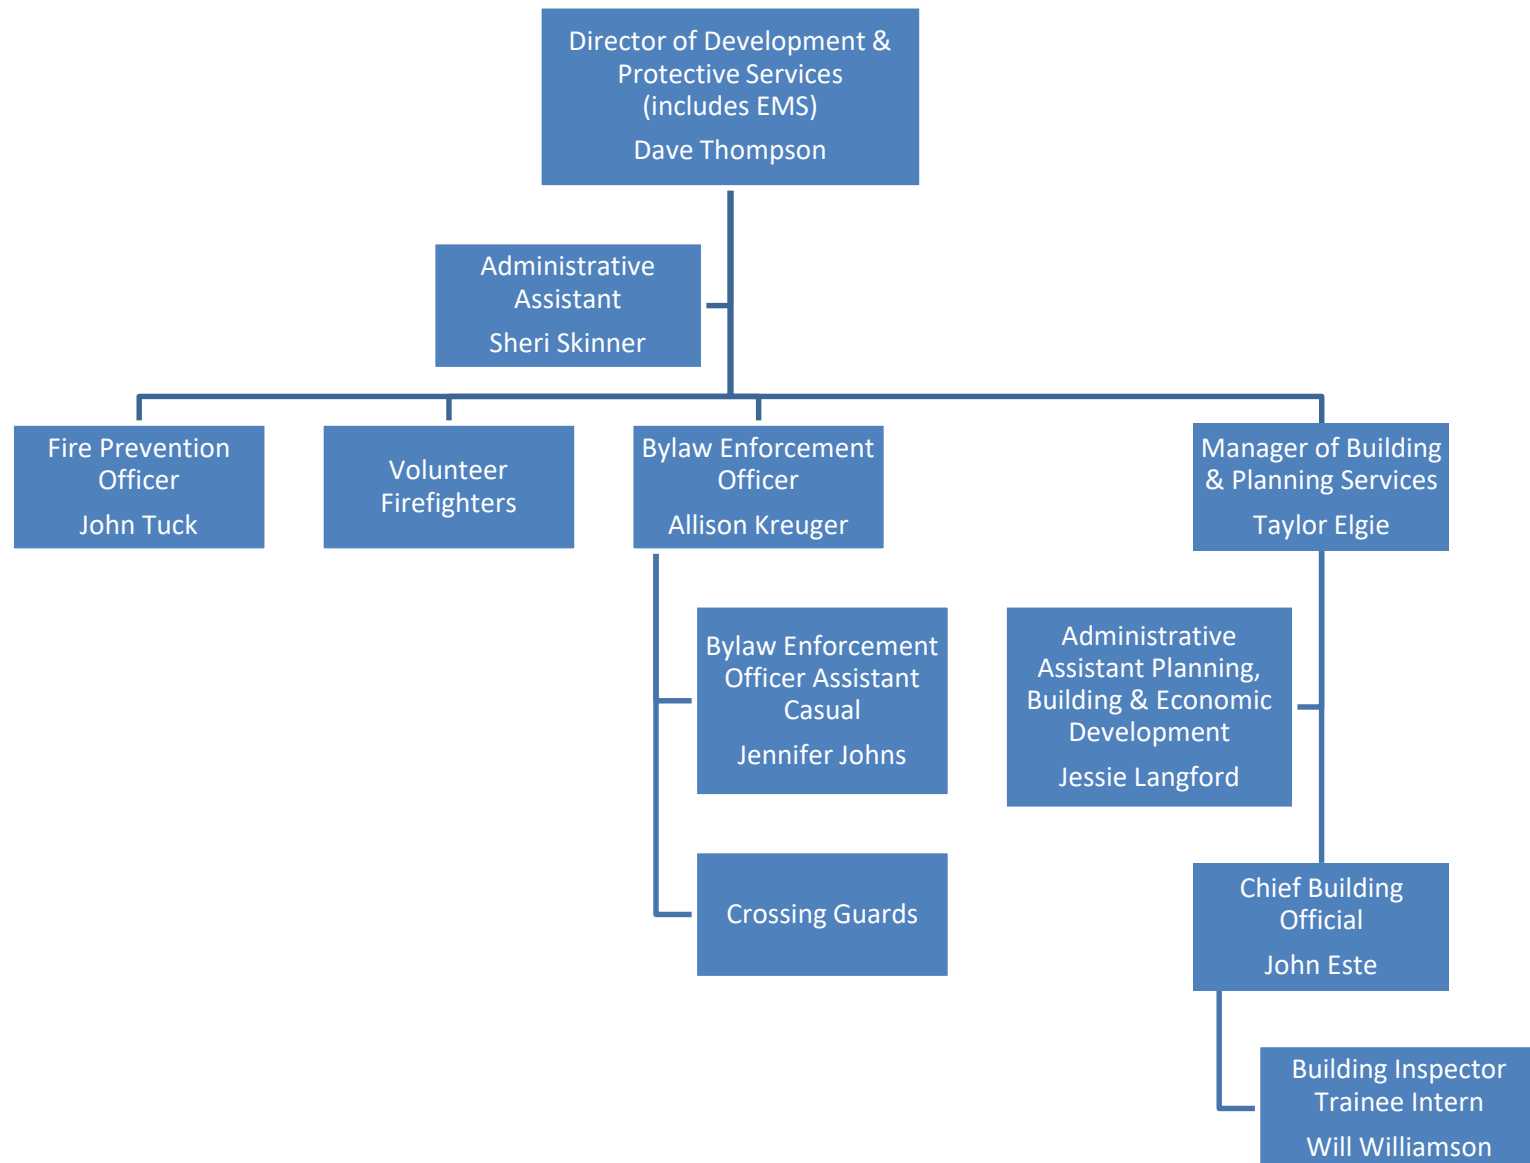 Director of Development &
Protective Services
(includes EMS)
Dave Thompson
Administrative
Assistant
Sheri Skinner
Fire Prevention
Officer
John Tuck
Volunteer
Firefighters
Bylaw Enforcement
Officer
Allison Kreuger
Manager of Building
& Planning Services
Taylor Elgie
Bylaw Enforcement
Officer Assistant
Casual
Jennifer Johns
Administrative
Assistant Planning,
Building & Economic
Development
Jessie Langford
Crossing Guards
Chief Building
Official
John Este
Building Inspector
Trainee Intern
Will Williamson